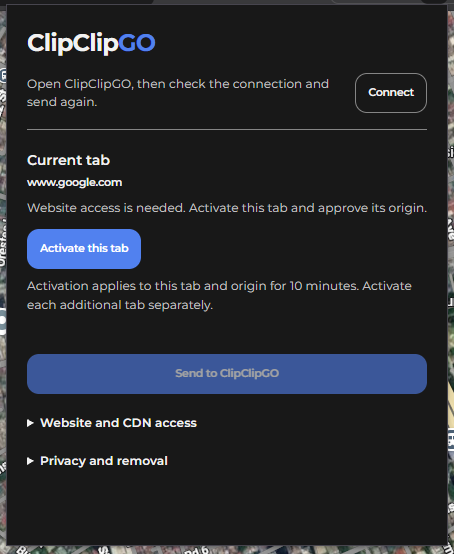 ClipClipGO
Open ClipClipGO, then check the connection and
send again.
Connect
Current tab
www.google.com
Website access is needed. Activate this tab and approve its origin.
Activate this tab
Activation applies to this tab and origin for 10 minutes. Activate
each additional tab separately.
Send to ClipClipGO
Website and CDN access
Privacy and removal